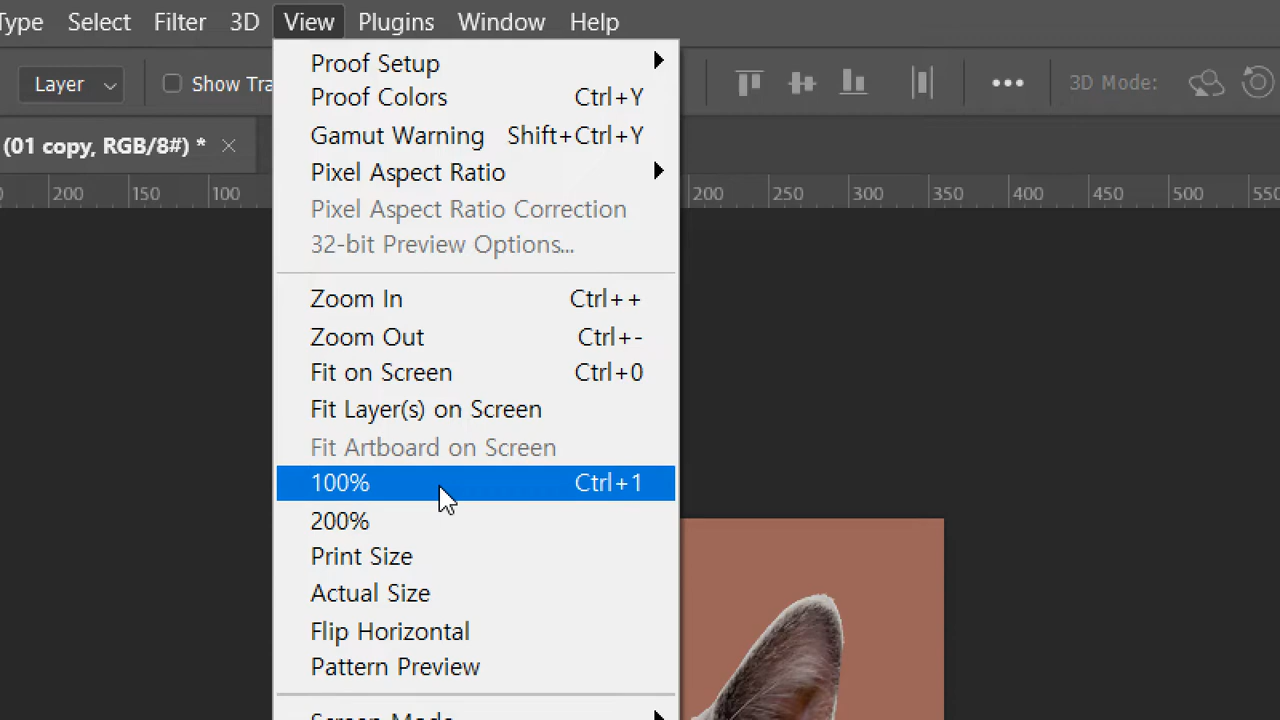 Type Select Filter 3D View Plugins Window Help
Layer Show Tra 3D Mode:
(01 copy, RGB/8#) *
200 150 100 200 250 300 350 400 450 500 550
Proof Setup
Proof Colors Ctrl+Y
Gamut Warning Shift+Ctrl+Y
Pixel Aspect Ratio
Pixel Aspect Ratio Correction
32-bit Preview Options...
Zoom In Ctrl++
Zoom Out Ctrl+-
Fit on Screen Ctrl+0
Fit Layer(s) on Screen
Fit Artboard on Screen
100% Ctrl+1
200%
Print Size
Actual Size
Flip Horizontal
Pattern Preview
Screen Mode